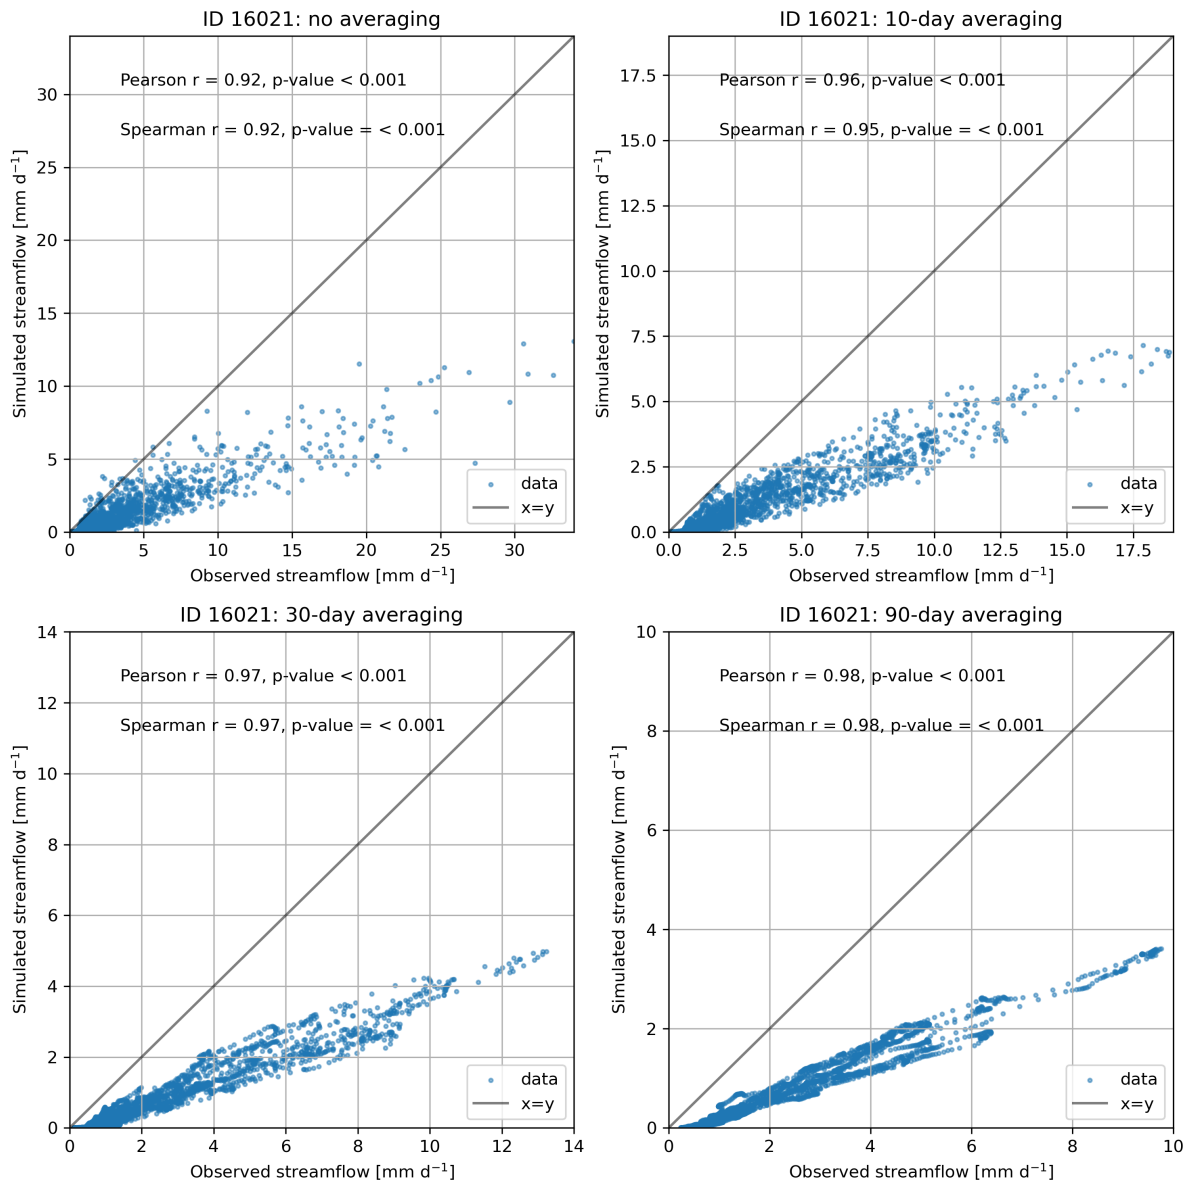 ID 16021: no averaging
Pearson r = 0.92, p-value < 0.001
Spearman r = 0.92, p-value = < 0.001
Simulated streamflow [mm d⁻¹]
30
25
20
15
10
5
0
0 5 10 15 20 25 30
Observed streamflow [mm d⁻¹]
data
x=y
ID 16021: 10-day averaging
Pearson r = 0.96, p-value < 0.001
Spearman r = 0.95, p-value = < 0.001
Simulated streamflow [mm d⁻¹]
17.5
15.0
12.5
10.0
7.5
5.0
2.5
0.0
0.0 2.5 5.0 7.5 10.0 12.5 15.0 17.5
Observed streamflow [mm d⁻¹]
data
x=y
ID 16021: 30-day averaging
Pearson r = 0.97, p-value < 0.001
Spearman r = 0.97, p-value = < 0.001
Simulated streamflow [mm d⁻¹]
14
12
10
8
6
4
2
0
0 2 4 6 8 10 12 14
Observed streamflow [mm d⁻¹]
data
x=y
ID 16021: 90-day averaging
Pearson r = 0.98, p-value < 0.001
Spearman r = 0.98, p-value = < 0.001
Simulated streamflow [mm d⁻¹]
10
8
6
4
2
0
0 2 4 6 8 10
Observed streamflow [mm d⁻¹]
data
x=y